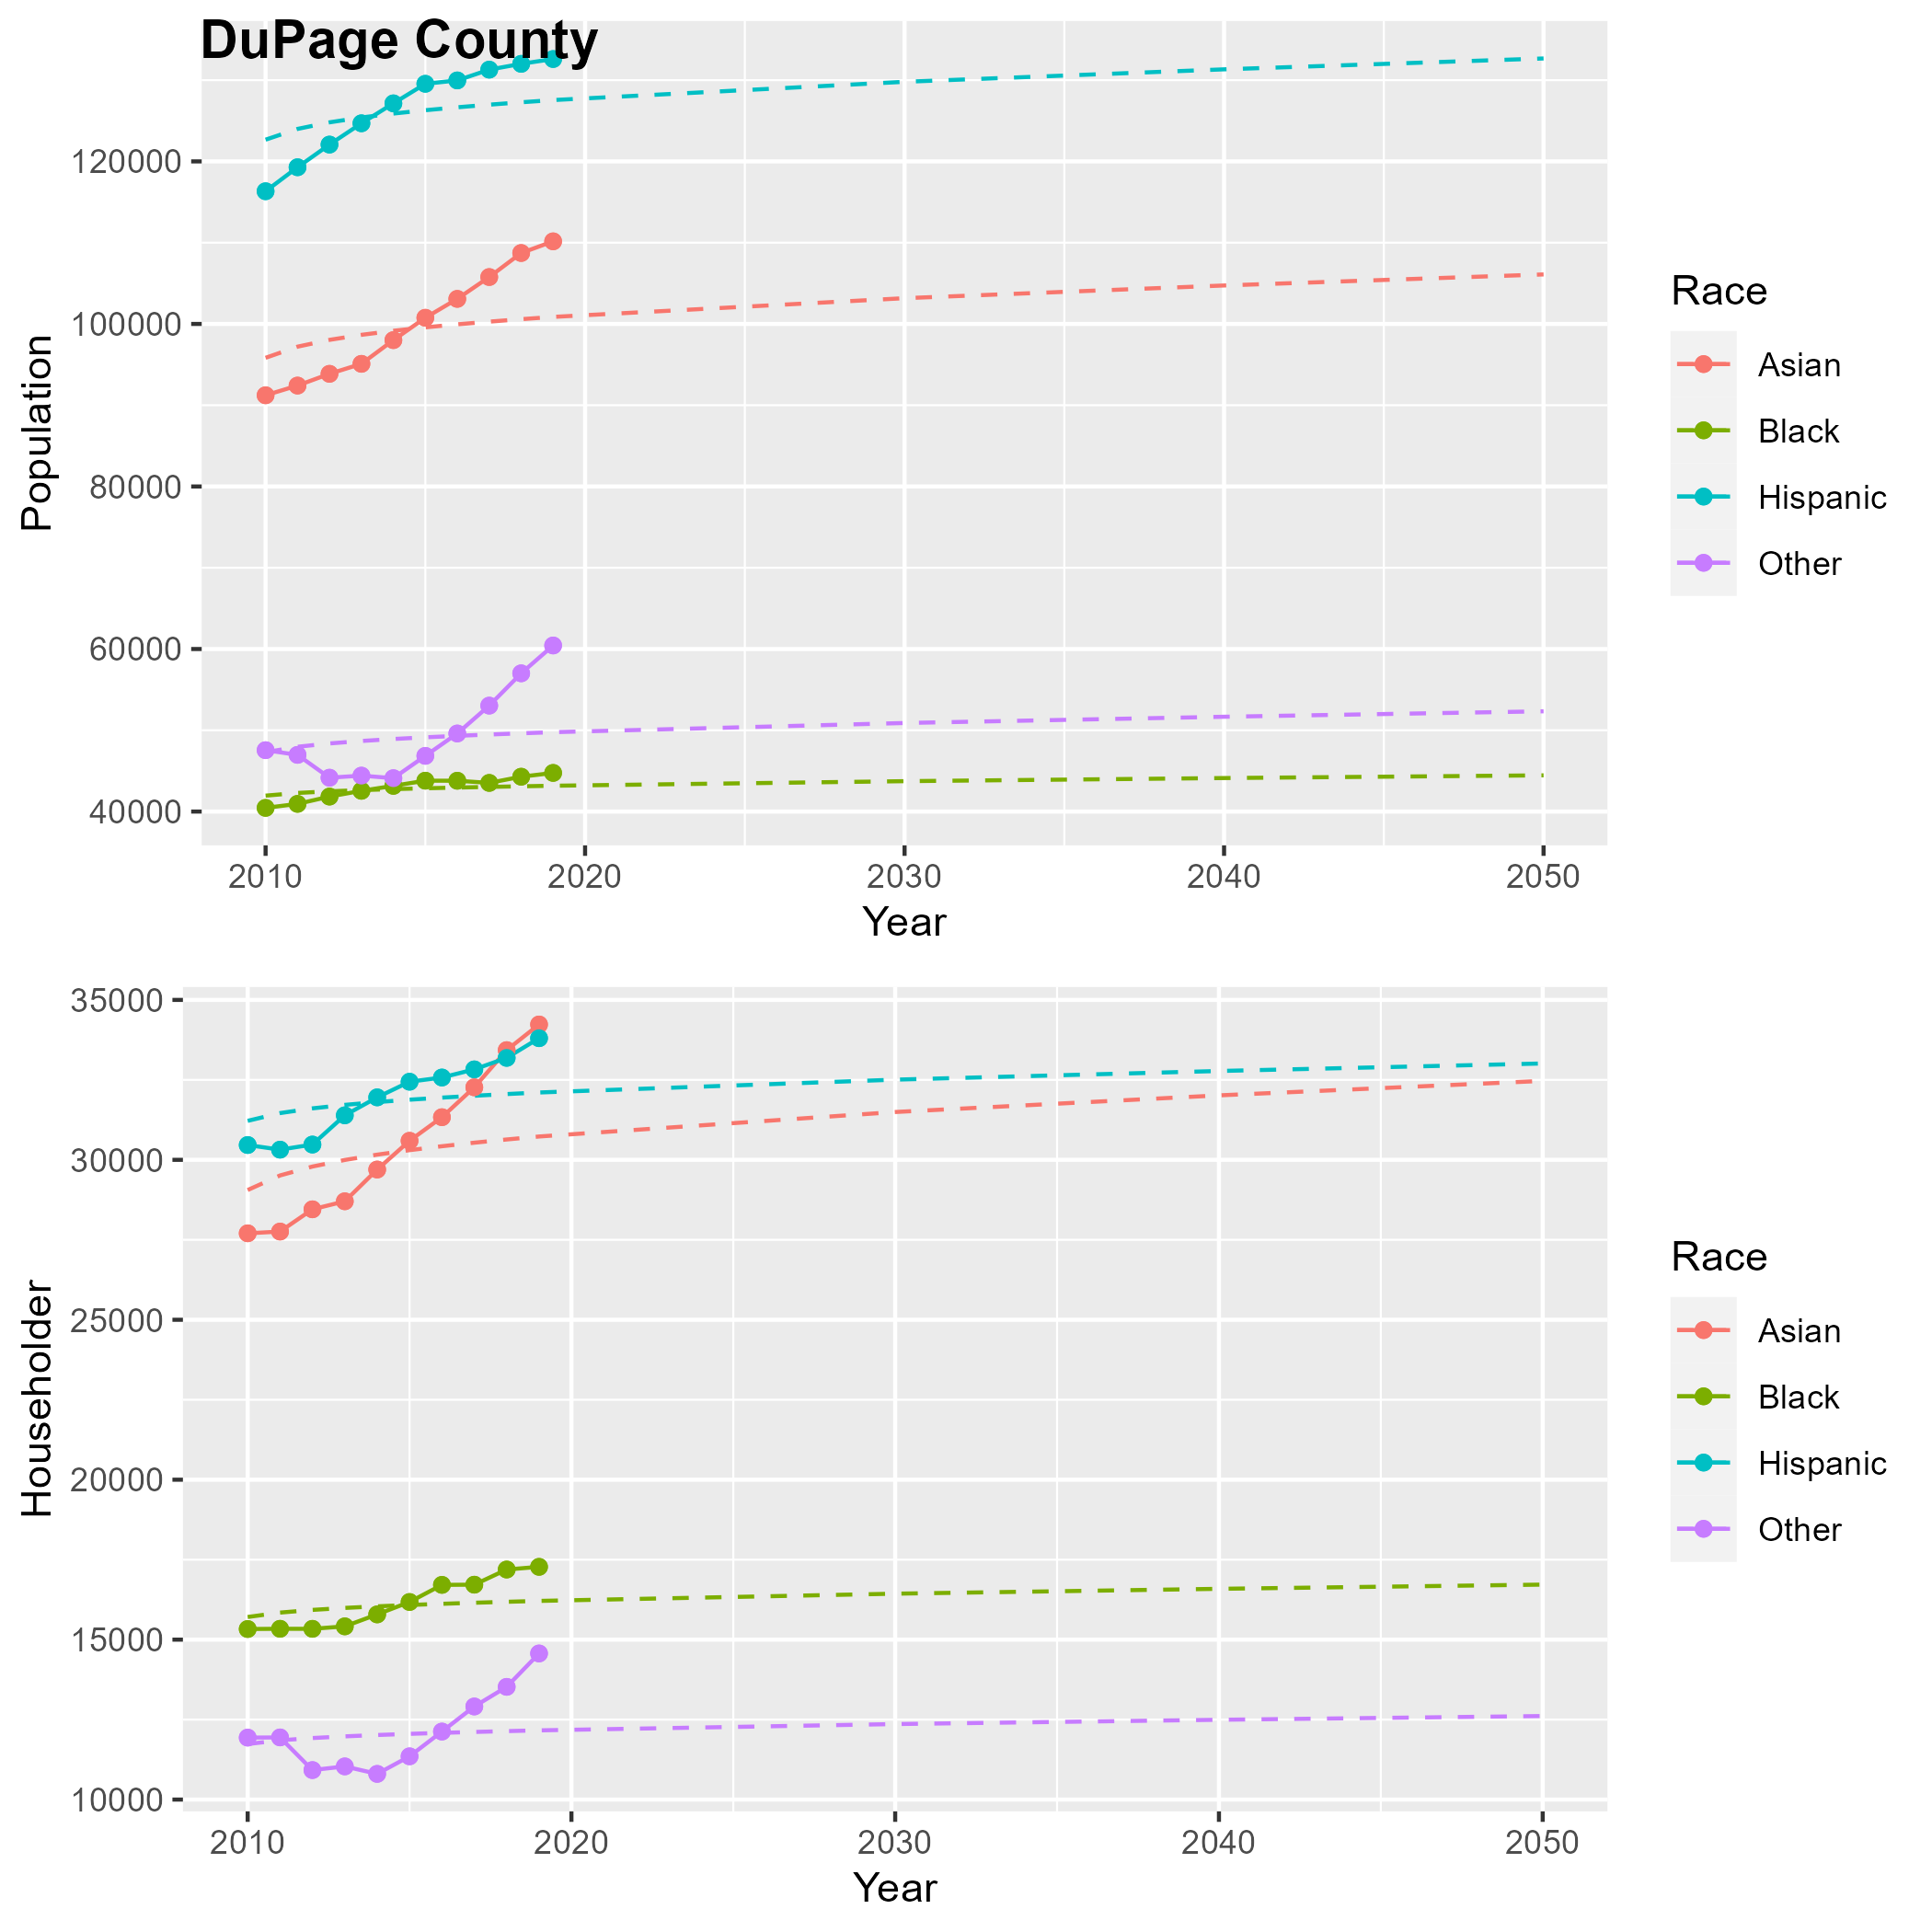 DuPage County
Population
120000
100000
80000
60000
40000
2010 2020 2030 2040 2050
Year
Race
Asian
Black
Hispanic
Other
Householder
35000
30000
25000
20000
15000
10000
2010 2020 2030 2040 2050
Year
Race
Asian
Black
Hispanic
Other